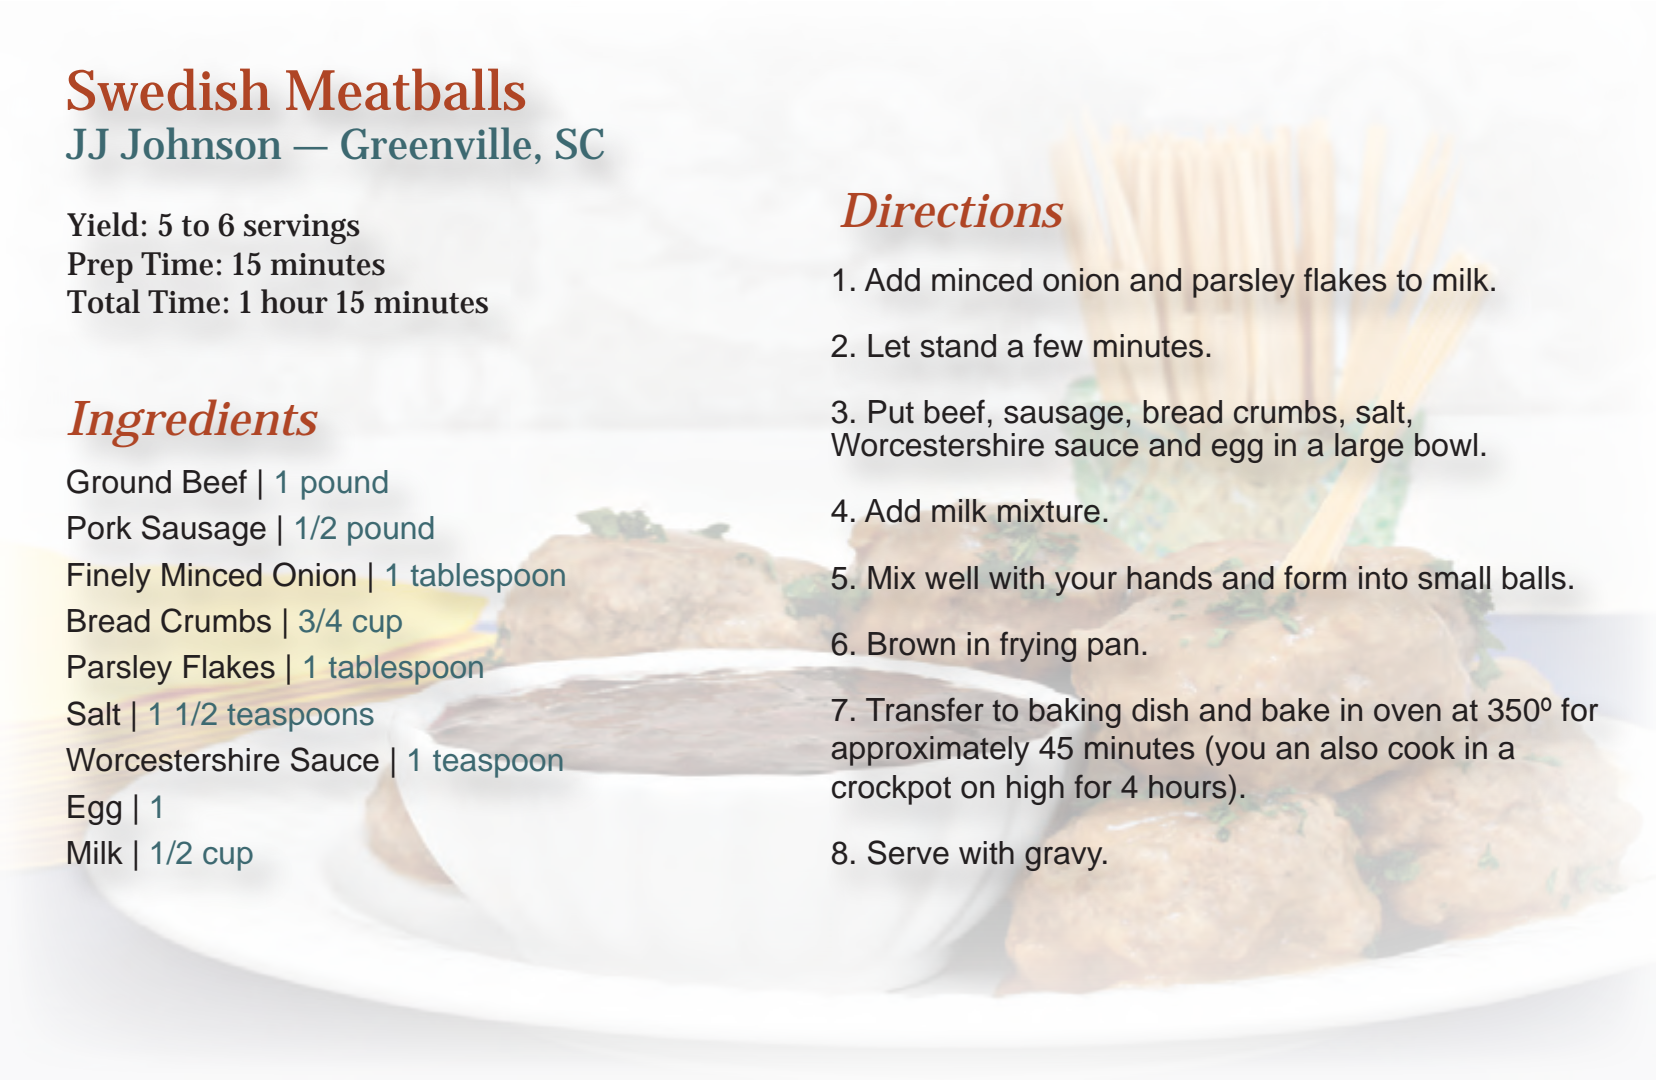 Swedish Meatballs
JJ Johnson — Greenville, SC
Yield: 5 to 6 servings
Prep Time: 15 minutes
Total Time: 1 hour 15 minutes
Ingredients
Ground Beef | 1 pound
Pork Sausage | 1/2 pound
Finely Minced Onion | 1 tablespoon
Bread Crumbs | 3/4 cup
Parsley Flakes | 1 tablespoon
Salt | 1 1/2 teaspoons
Worcestershire Sauce | 1 teaspoon
Egg | 1
Milk | 1/2 cup
Directions
1. Add minced onion and parsley flakes to milk.
2. Let stand a few minutes.
3. Put beef, sausage, bread crumbs, salt,
Worcestershire sauce and egg in a large bowl.
4. Add milk mixture.
5. Mix well with your hands and form into small balls.
6. Brown in frying pan.
7. Transfer to baking dish and bake in oven at 350º for
approximately 45 minutes (you an also cook in a
crockpot on high for 4 hours).
8. Serve with gravy.